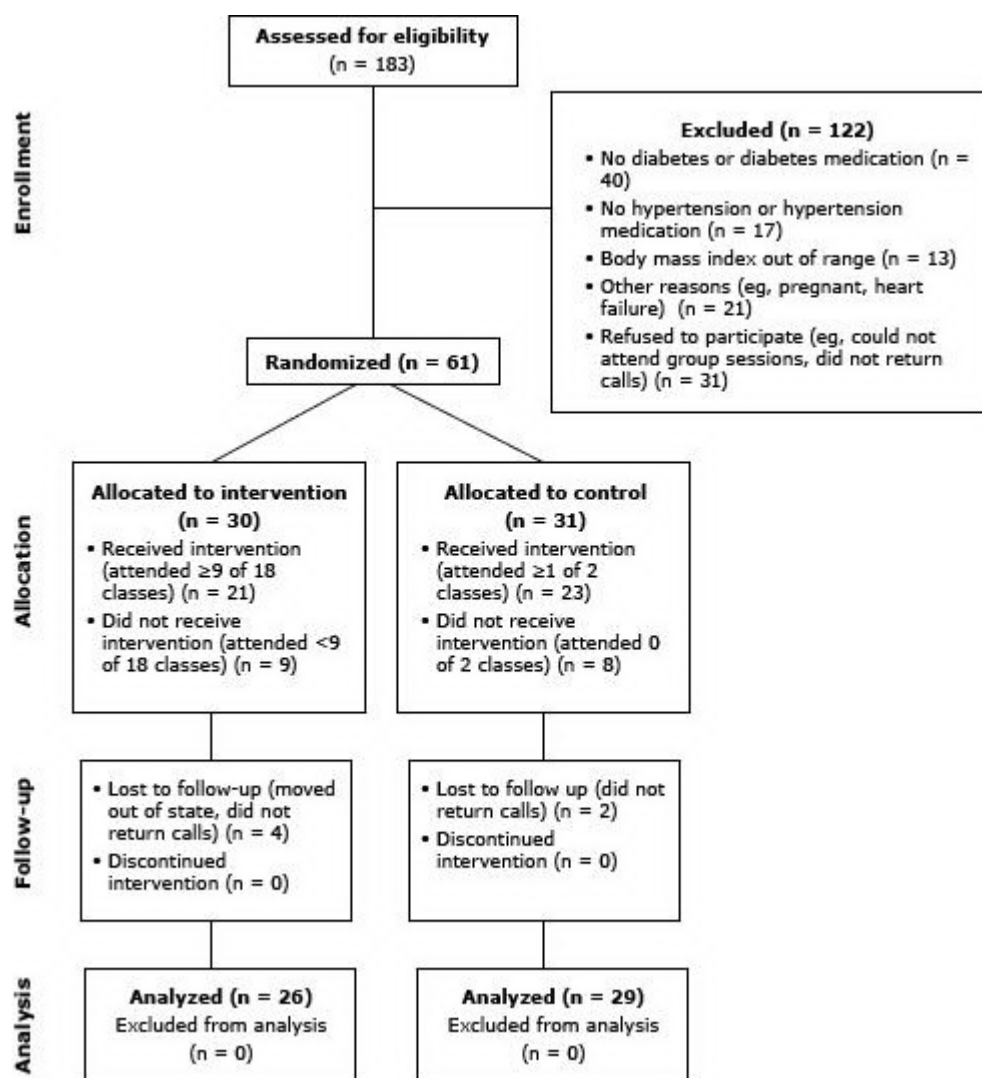 Assessed for eligibility
(n = 183)
Enrollment
Excluded (n = 122)
▪ No diabetes or diabetes medication (n =
40)
▪ No hypertension or hypertension
medication (n = 17)
▪ Body mass index out of range (n = 13)
▪ Other reasons (eg, pregnant, heart
failure) (n = 21)
▪ Refused to participate (eg, could not
attend group sessions, did not return
calls) (n = 31)
Randomized (n = 61)
Allocation
Allocated to intervention
(n = 30)
▪ Received intervention
(attended ≥9 of 18
classes) (n = 21)
▪ Did not receive
intervention (attended <9
of 18 classes) (n = 9)
Allocated to control
(n = 31)
▪ Received intervention
(attended ≥1 of 2
classes) (n = 23)
▪ Did not receive
intervention (attended 0
of 2 classes) (n = 8)
Follow-up
▪ Lost to follow-up (moved
out of state, did not
return calls) (n = 4)
▪ Discontinued
intervention (n = 0)
▪ Lost to follow up (did not
return calls) (n = 2)
▪ Discontinued
intervention (n = 0)
Analysis
Analyzed (n = 26)
Excluded from analysis
(n = 0)
Analyzed (n = 29)
Excluded from analysis
(n = 0)